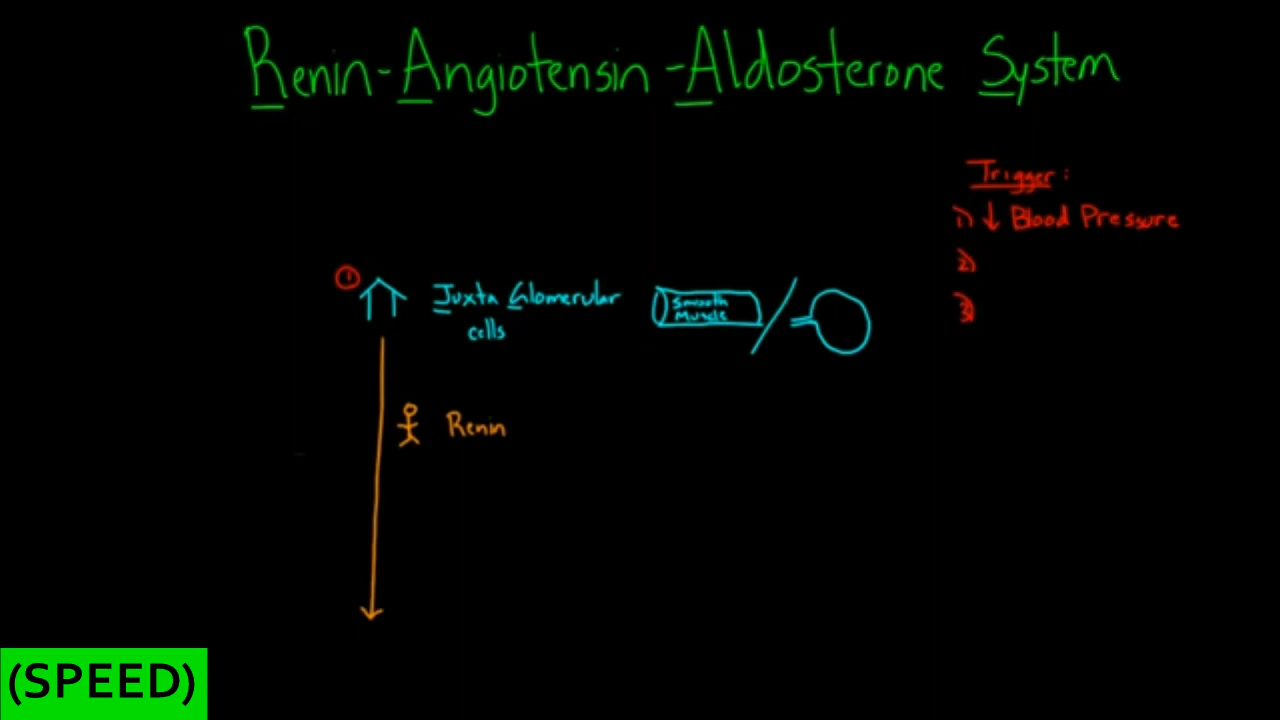 Renin-Angiotensin-Aldosterone System
Trigger:
1) ↓ Blood Pressure
2)
3)
① Juxta Glomerular
cells
Smooth
Muscle
Renin
(SPEED)